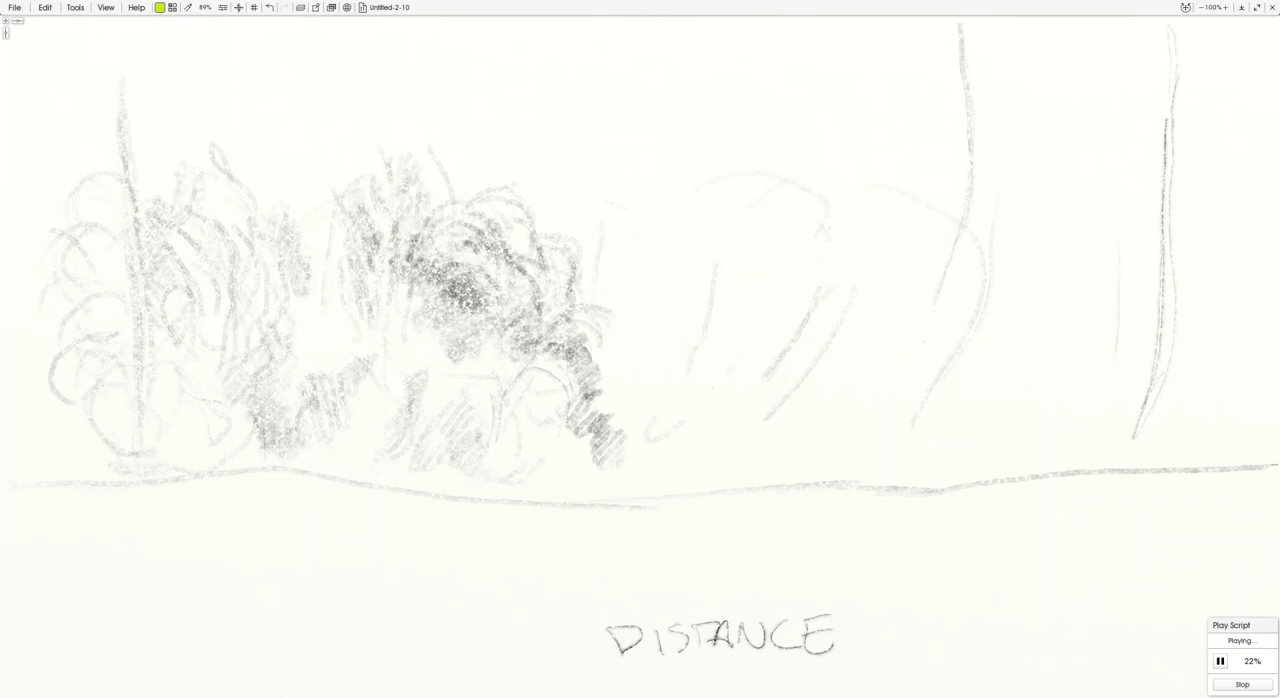 File Edit Tools View Help 89% Untitled-2-10 −100%+
DISTANCE
Play Script
Playing...
22%
Stop